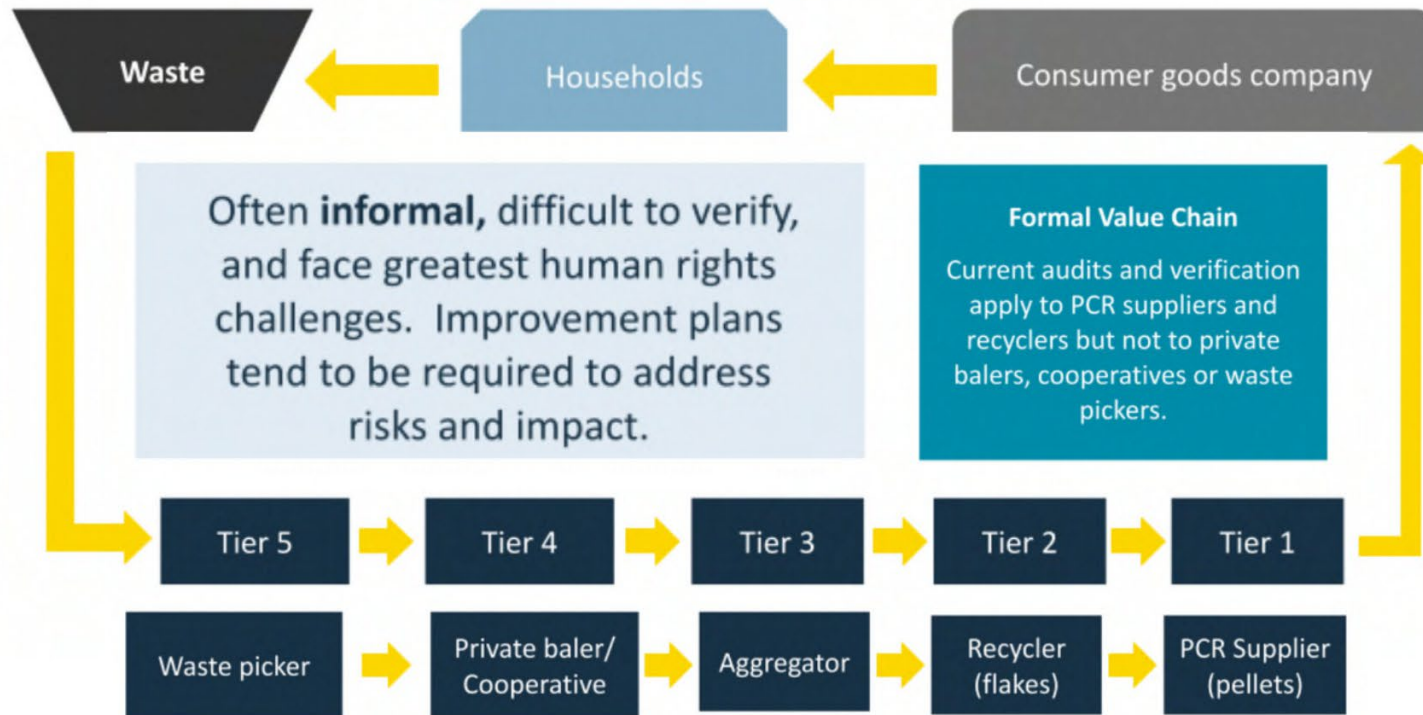 Waste
Households
Consumer goods company
Often informal, difficult to verify,
and face greatest human rights
challenges. Improvement plans
tend to be required to address
risks and impact.
Formal Value Chain
Current audits and verification
apply to PCR suppliers and
recyclers but not to private
balers, cooperatives or waste
pickers.
Tier 5
Tier 4
Tier 3
Tier 2
Tier 1
Waste picker
Private baler/
Cooperative
Aggregator
Recycler
(flakes)
PCR Supplier
(pellets)